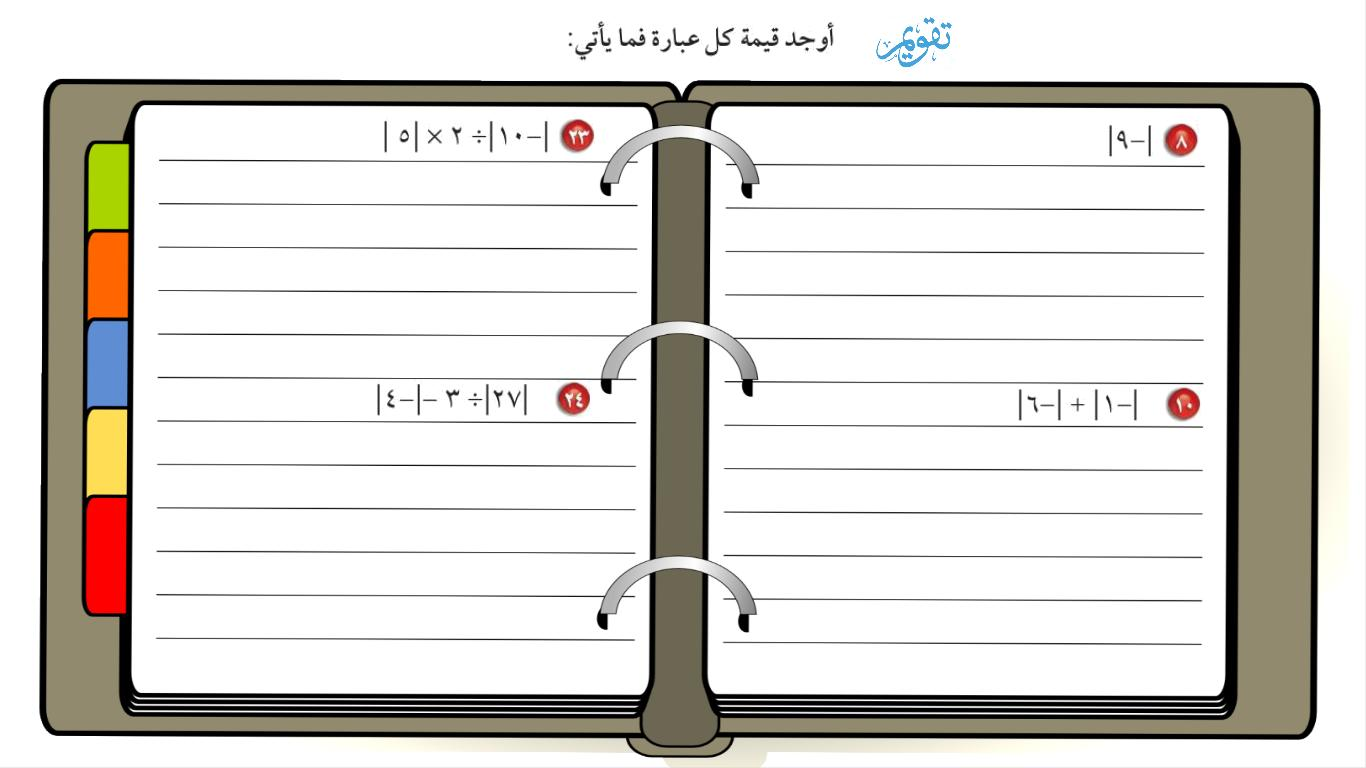 تقويم أوجد قيمة كل عبارة فما يأتي:
٨ |−٩|
١٠ |−١| + |−٦|
٢٣ |−١٠| ÷ ٢ × |٥|
٢٤ |٢٧| ÷ ٣ − |−٤|